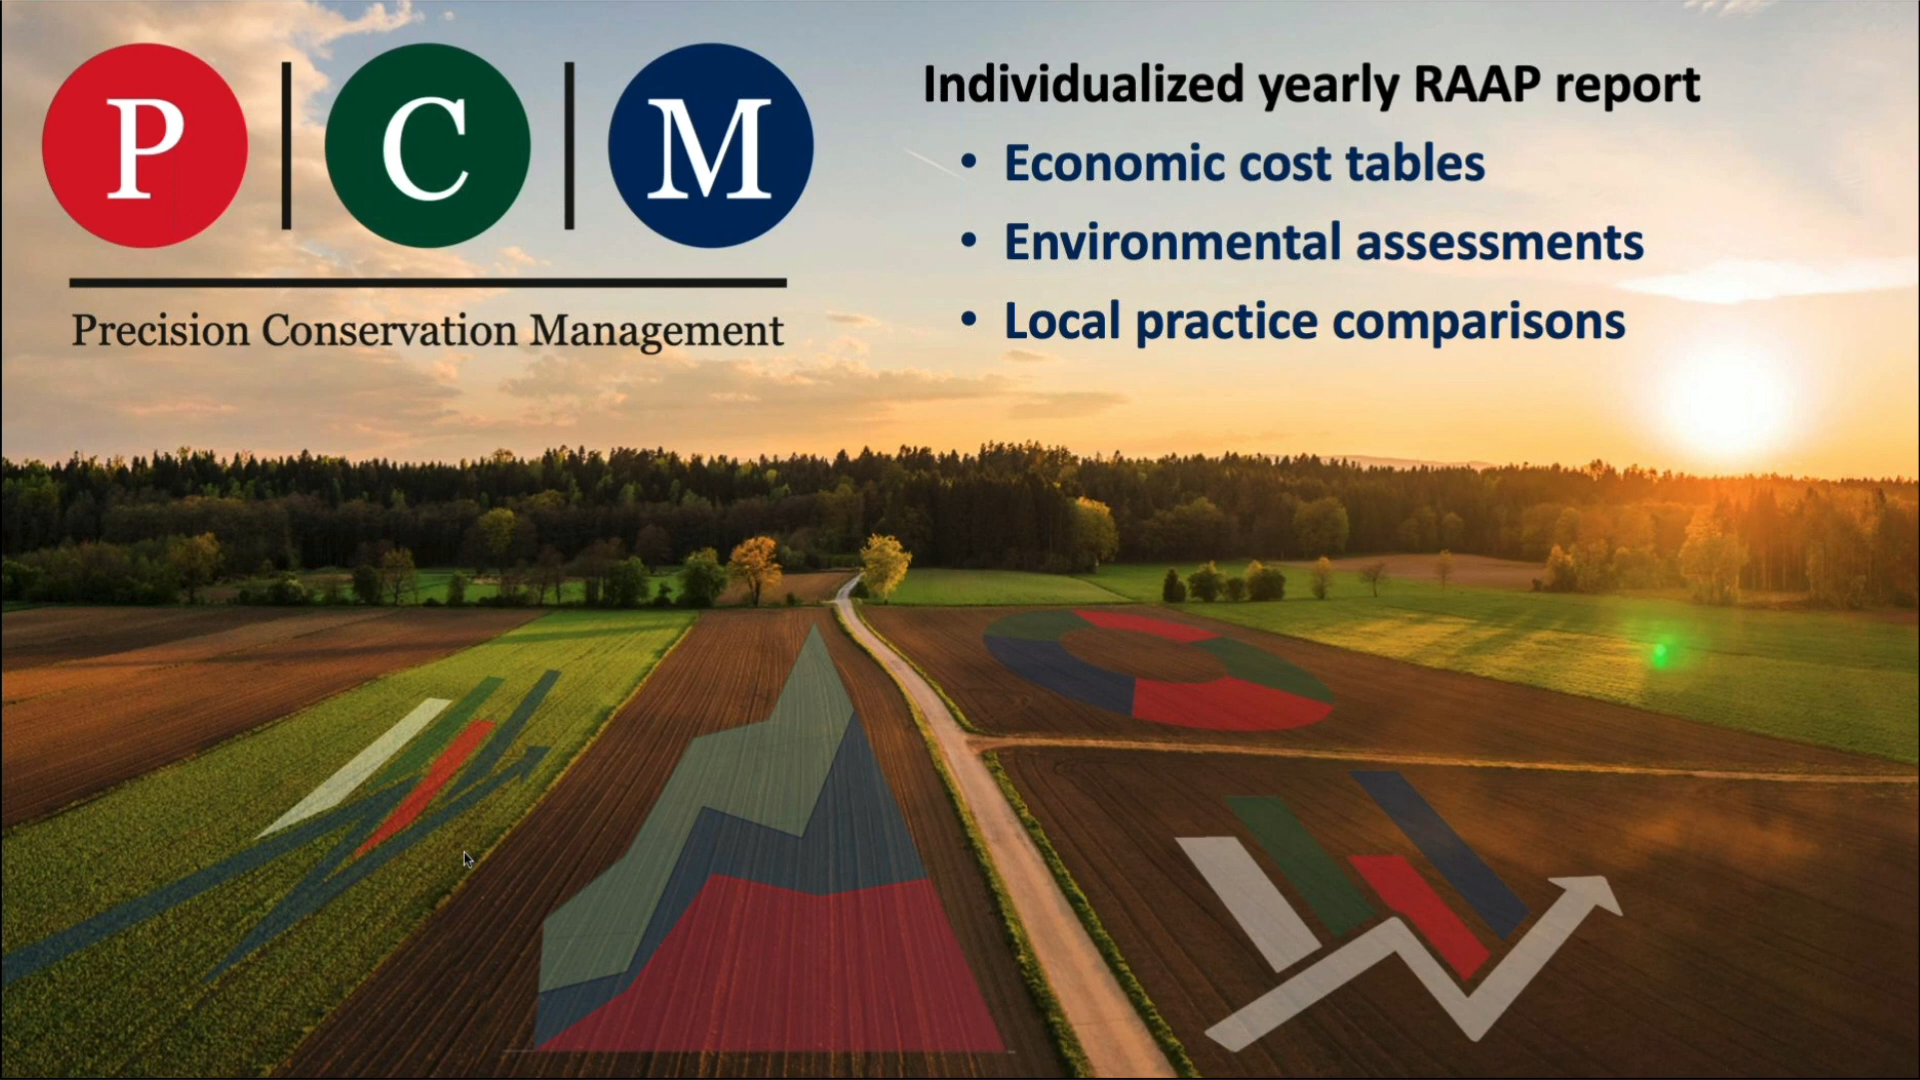 P | C | M
Precision Conservation Management
Individualized yearly RAAP report
• Economic cost tables
• Environmental assessments
• Local practice comparisons